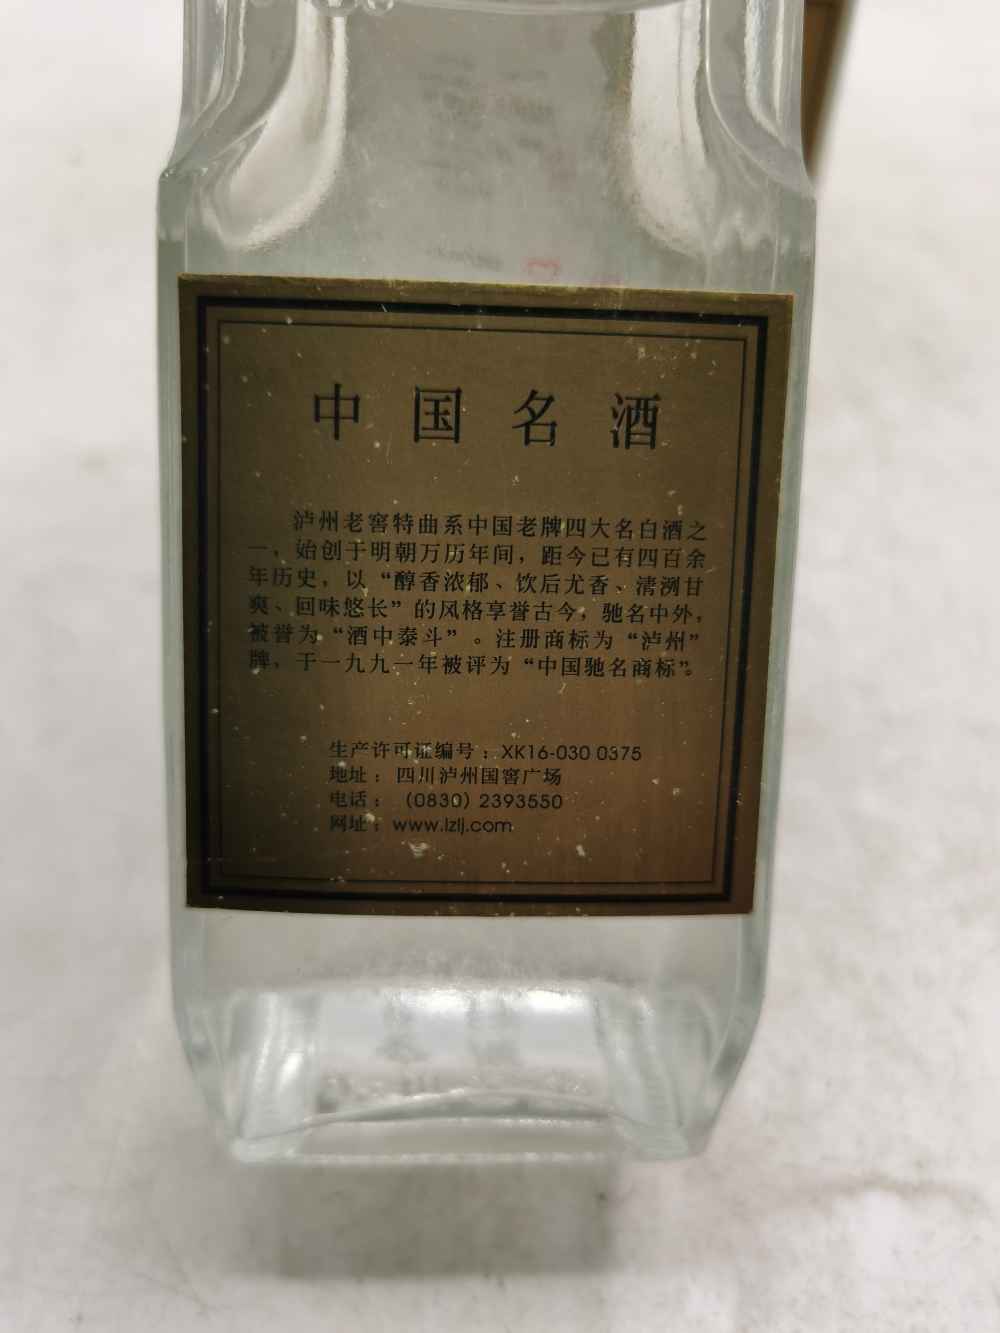 中国名酒
泸州老窖特曲系中国老牌四大名白酒之
一，始创于明朝万历年间，距今已有四百余
年历史，以“醇香浓郁、饮后尤香、清洌甘
爽、回味悠长”的风格享誉古今，驰名中外，
被誉为“酒中泰斗”。注册商标为“泸州”
牌，于一九九一年被评为“中国驰名商标”。
生产许可证编号：XK16-030 0375
地址：四川泸州国窖广场
电话：（0830）2393550
网址：www.lzlj.com